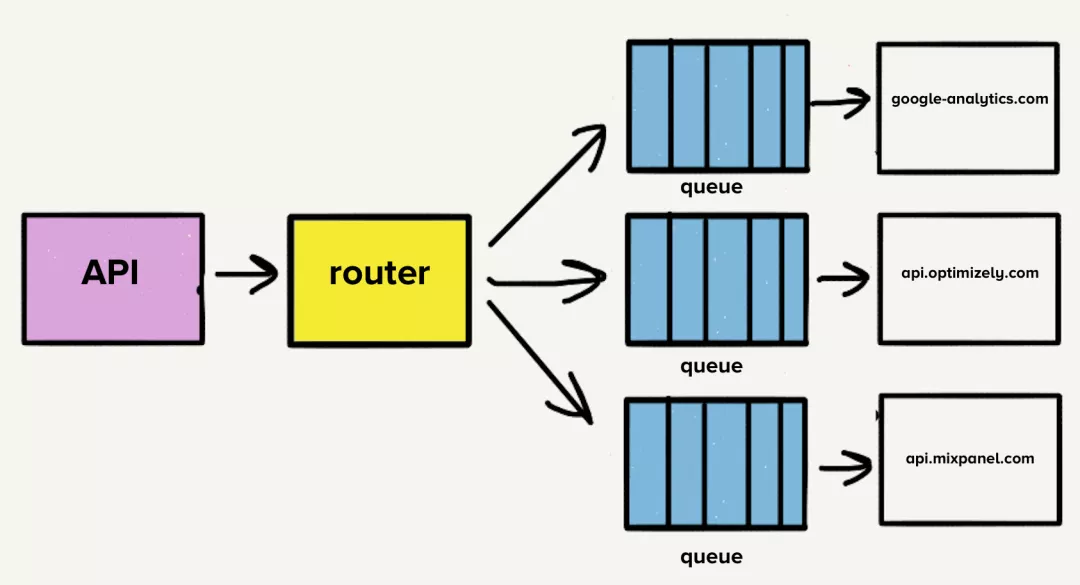 API
router
queue
google-analytics.com
queue
api.optimizely.com
queue
api.mixpanel.com